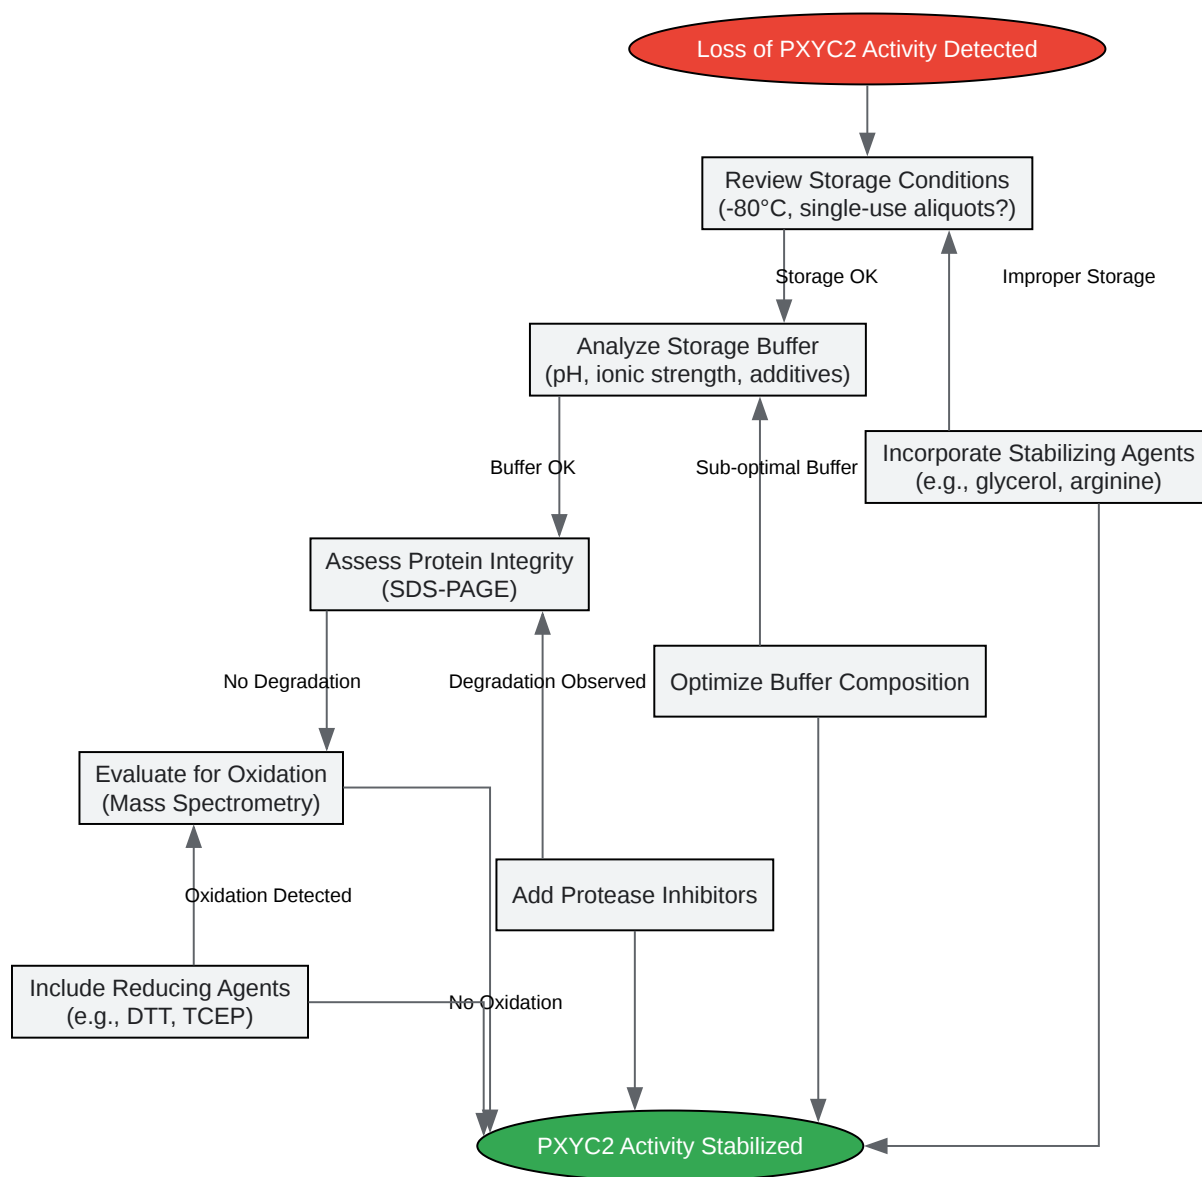 Loss of PXYC2 Activity Detected
Review Storage Conditions
(-80°C, single-use aliquots?)
Storage OK
Improper Storage
Analyze Storage Buffer
(pH, ionic strength, additives)
Incorporate Stabilizing Agents
(e.g., glycerol, arginine)
Buffer OK
Sub-optimal Buffer
Assess Protein Integrity
(SDS-PAGE)
No Degradation
Degradation Observed
Optimize Buffer Composition
Evaluate for Oxidation
(Mass Spectrometry)
Oxidation Detected
Add Protease Inhibitors
Include Reducing Agents
(e.g., DTT, TCEP)
No Oxidation
PXYC2 Activity Stabilized